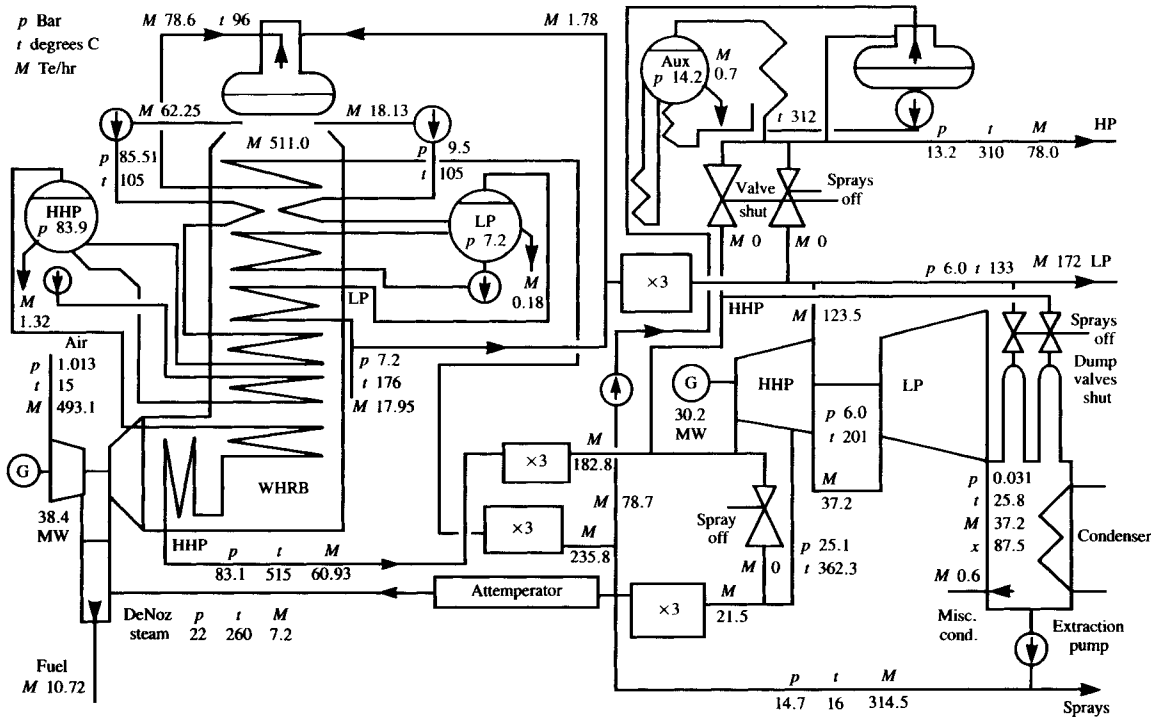 p Bar
t degrees C
M Te/hr
M 78.6 t 96
M 1.78
M 62.25
M 18.13
M 511.0
p
85.51
t
105
p
9.5
t
105
HHP
p 83.9
LP
p 7.2
M
1.32
M
0.18
LP
Air
p 1.013
t 15
M 493.1
p 7.2
t 176
M 17.95
G
38.4
MW
WHRB
HHP
p t M
83.1 515 60.93
DeNoz
steam
p t M
22 260 7.2
Fuel
M 10.72
Aux
p 14.2
M
0.7
t 312
p t M
13.2 310 78.0
HP
Valve
shut
Sprays
off
M 0
M 0
×3
p 6.0 t 133
M 172 LP
HHP
M 123.5
Sprays
off
Dump
valves
shut
G
30.2
MW
HHP
LP
p 6.0
t 201
M
37.2
×3
M
182.8
M
78.7
×3
M
235.8
Spray
off
M 0
p 25.1
t 362.3
p 0.031
t 25.8
M 37.2
x 87.5
Condenser
Attemperator
×3
M
21.5
M 0.6
Misc.
cond.
Extraction
pump
p t M
14.7 16 314.5
Sprays